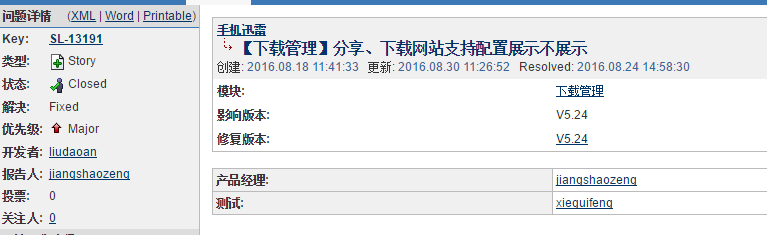 问题详情 (XML | Word | Printable)
Key: SL-13191
类型: Story
状态: Closed
解决: Fixed
优先级: Major
开发者: liudaoan
报告人: jiangshaozeng
投票: 0
关注人: 0
手机迅雷
【下载管理】分享、下载网站支持配置展示不展示
创建: 2016.08.18 11:41:33 更新: 2016.08.30 11:26:52 Resolved: 2016.08.24 14:58:30
模块: 下载管理
影响版本: V5.24
修复版本: V5.24
产品经理: jiangshaozeng
测试: xieguifeng